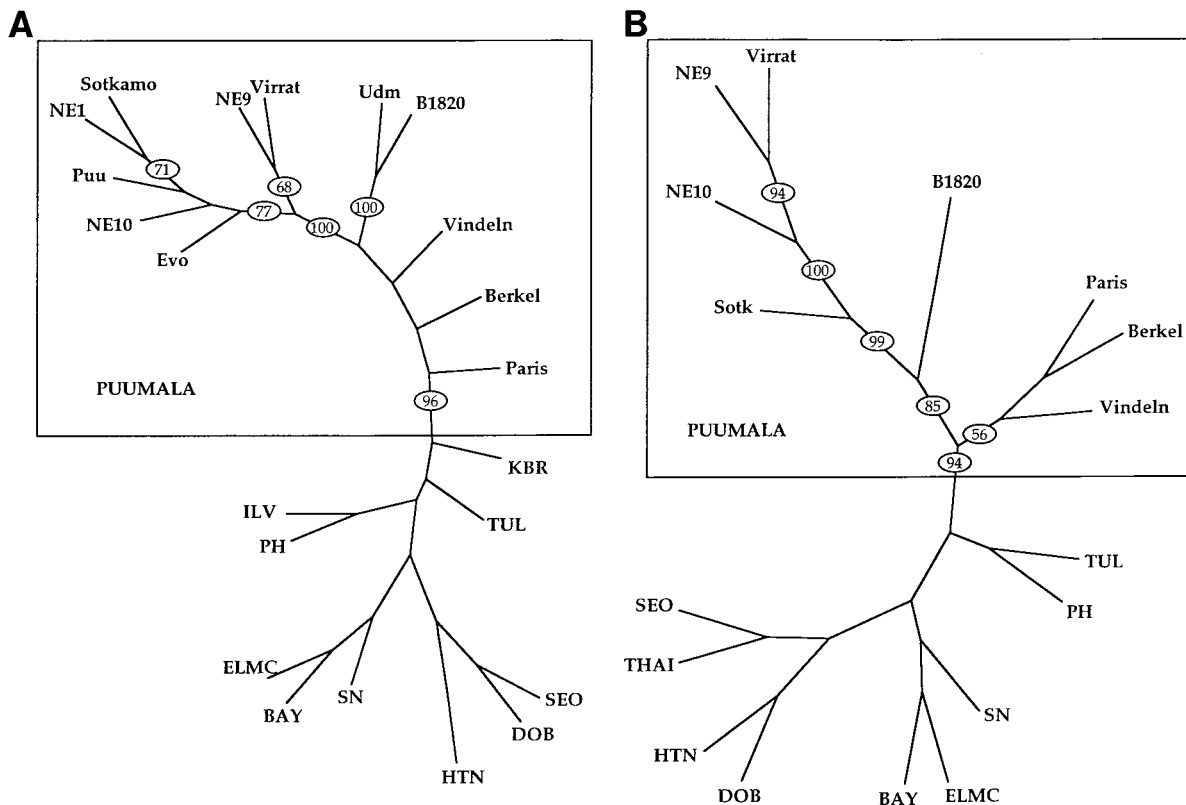 A
Sotkamo
NE1
NE9
Virrat
Udm
B1820
71
Puu
68
NE10
77
100
100
Evo
Vindeln
Berkel
Paris
PUUMALA
96
KBR
ILV
PH
TUL
ELMC
BAY
SN
SEO
DOB
HTN
B
Virrat
NE9
94
NE10
B1820
100
Sotk
99
Paris
Berkel
85
Vindeln
PUUMALA
56
94
TUL
PH
SEO
THAI
SN
HTN
DOB
BAY
ELMC